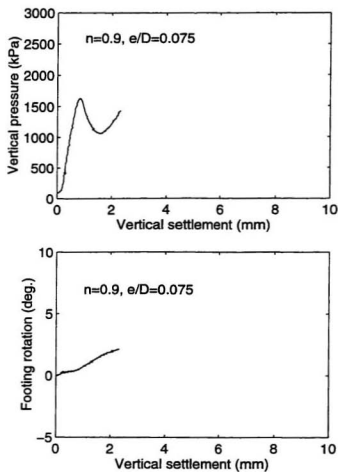 3000
2500
2000
1500
1000
500
0
Vertical pressure (kPa)
n=0.9, e/D=0.075
0 2 4 6 8 10
Vertical settlement (mm)
10
5
0
−5
Footing rotation (deg.)
n=0.9, e/D=0.075
0 2 4 6 8 10
Vertical settlement (mm)